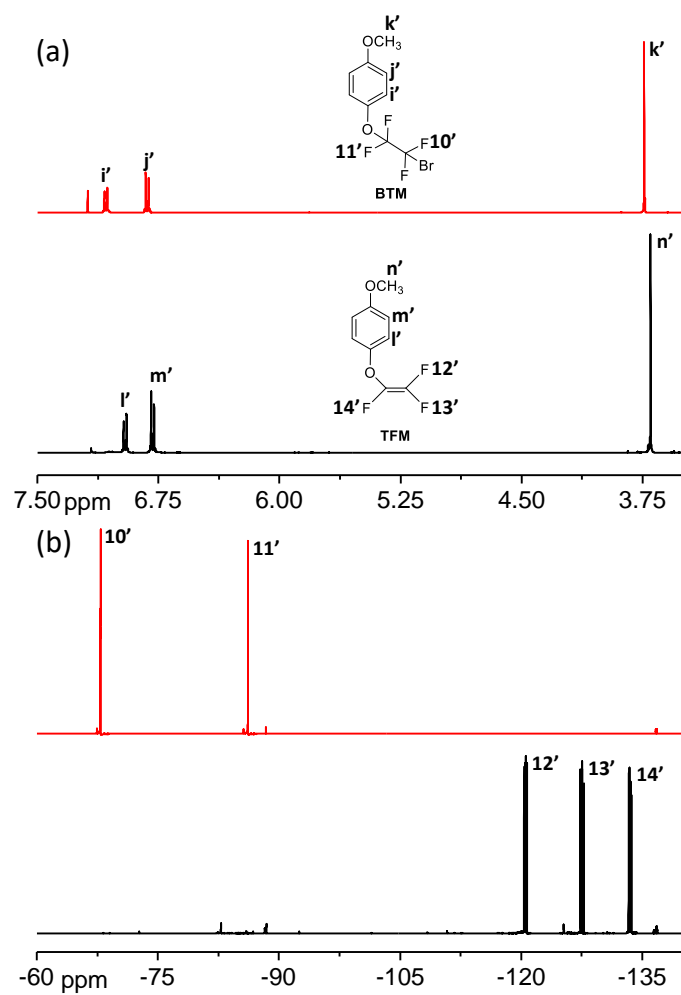 (a)
k’
OCH3
j’
i’
O
F
F
11’
F
F
10’
Br
F
BTM
i’
j’
k’
n’
OCH3
m’
l’
O
F
12’
14’
F
F
13’
TFM
l’
m’
n’
7.50 ppm 6.75 6.00 5.25 4.50 3.75
(b)
10’
11’
12’
13’
14’
-60 ppm -75 -90 -105 -120 -135